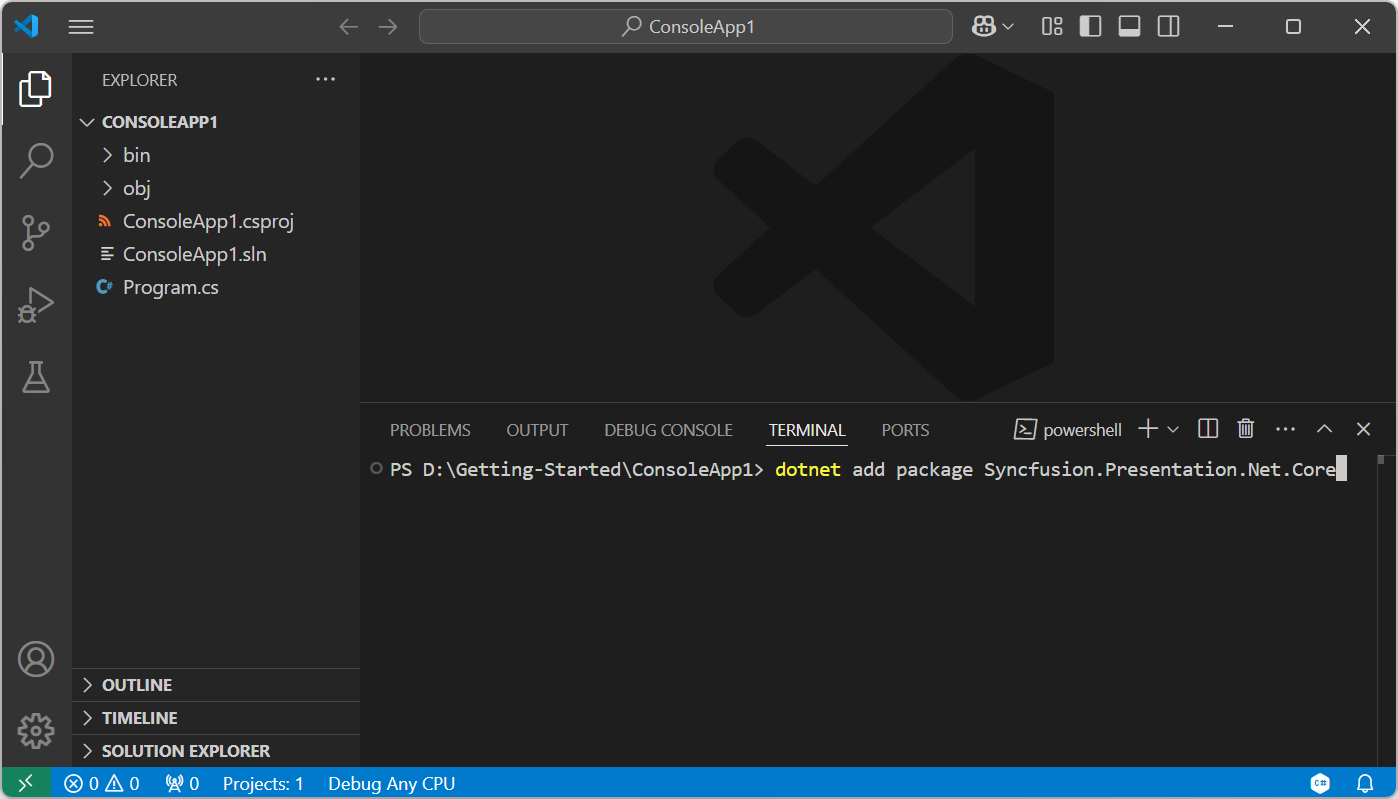 ConsoleApp1
EXPLORER
CONSOLEAPP1
bin
obj
ConsoleApp1.csproj
ConsoleApp1.sln
C# Program.cs
PROBLEMS OUTPUT DEBUG CONSOLE TERMINAL PORTS powershell
PS D:\Getting-Started\ConsoleApp1> dotnet add package Syncfusion.Presentation.Net.Core
OUTLINE
TIMELINE
SOLUTION EXPLORER
0 0 0 Projects: 1 Debug Any CPU C#